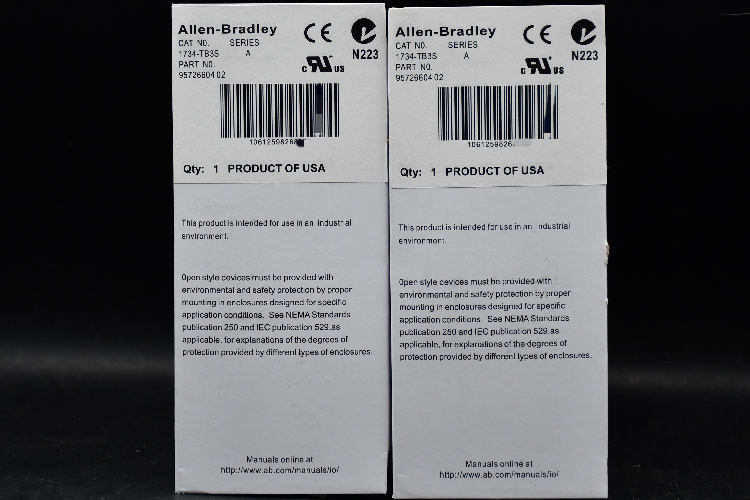 Allen-Bradley
CAT NO. SERIES
1734-TB3S A
PART NO.
95726604 02
CE
N223
c RU US
Qty: 1 PRODUCT OF USA
This product is intended for use in an industrial
environment.
Open style devices must be provided with
environmental and safety protection by proper
mounting in enclosures designed for specific
application conditions. See NEMA Standards
publication 250 and IEC publication 529,as
applicable, for explanations of the degrees of
protection provided by different types of enclosures.
Manuals online at
http://www.ab.com/manuals/io/
Allen-Bradley
CAT NO. SERIES
1734-TB3S A
PART NO.
95726604 02
CE
N223
c RU US
Qty: 1 PRODUCT OF USA
This product is intended for use in an industrial
environment.
Open style devices must be provided with
environmental and safety protection by proper
mounting in enclosures designed for specific
application conditions. See NEMA Standards
publication 250 and IEC publication 529,as
applicable, for explanations of the degrees of
protection provided by different types of enclosures.
Manuals online at
http://www.ab.com/manuals/io/